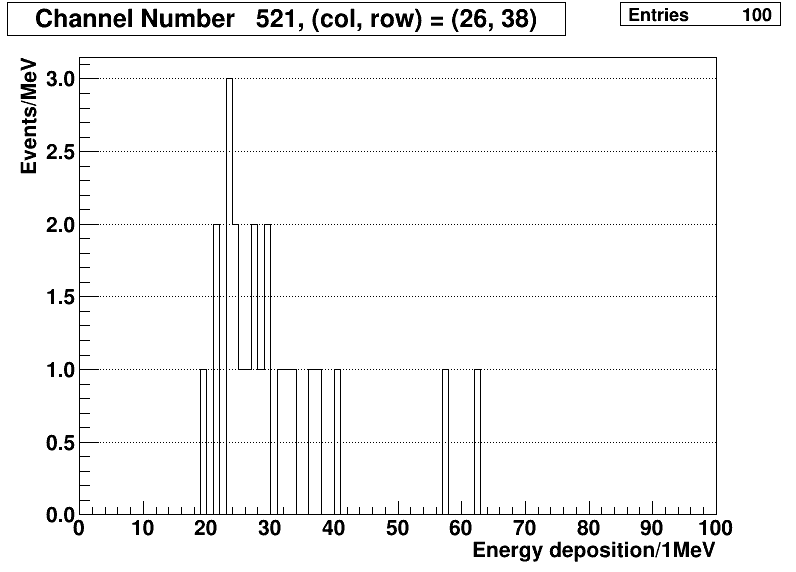 Channel Number 521, (col, row) = (26, 38)
Entries 100
Events/MeV
3.0
2.5
2.0
1.5
1.0
0.5
0.0
0 10 20 30 40 50 60 70 80 90 100
Energy deposition/1MeV